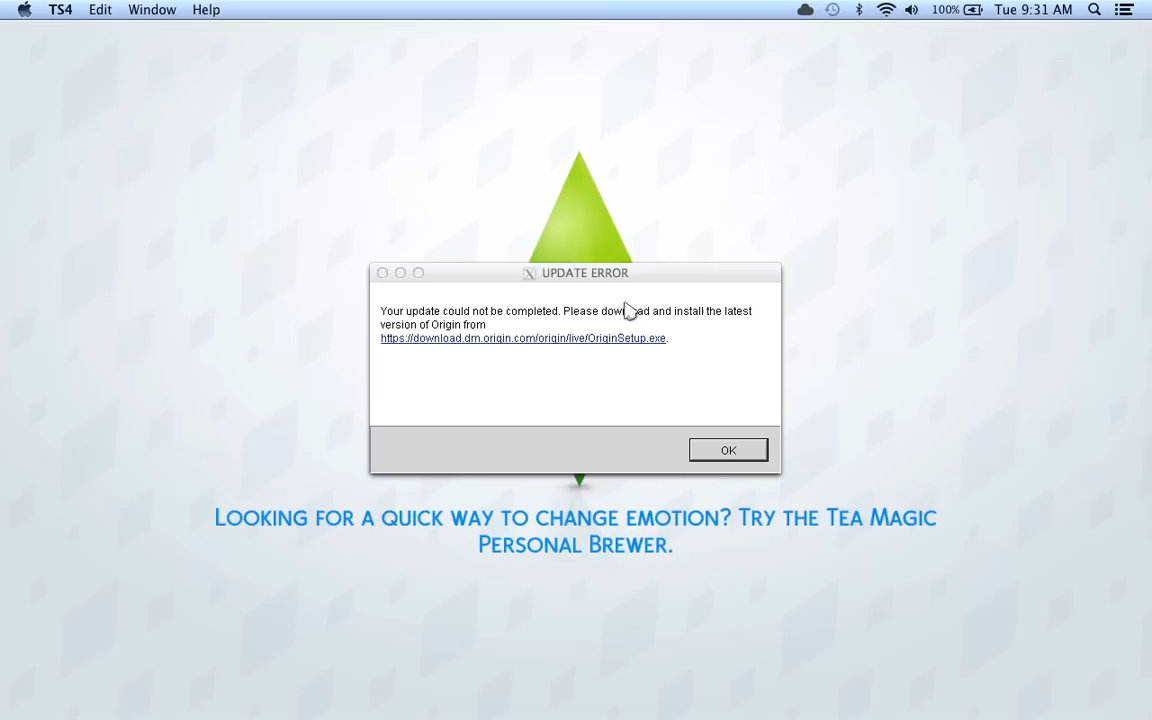 TS4 Edit Window Help 100% Tue 9:31 AM
UPDATE ERROR
Your update could not be completed. Please download and install the latest
version of Origin from
https://download.dm.origin.com/origin/live/OriginSetup.exe.
OK
LOOKING FOR A QUICK WAY TO CHANGE EMOTION? TRY THE TEA MAGIC
PERSONAL BREWER.